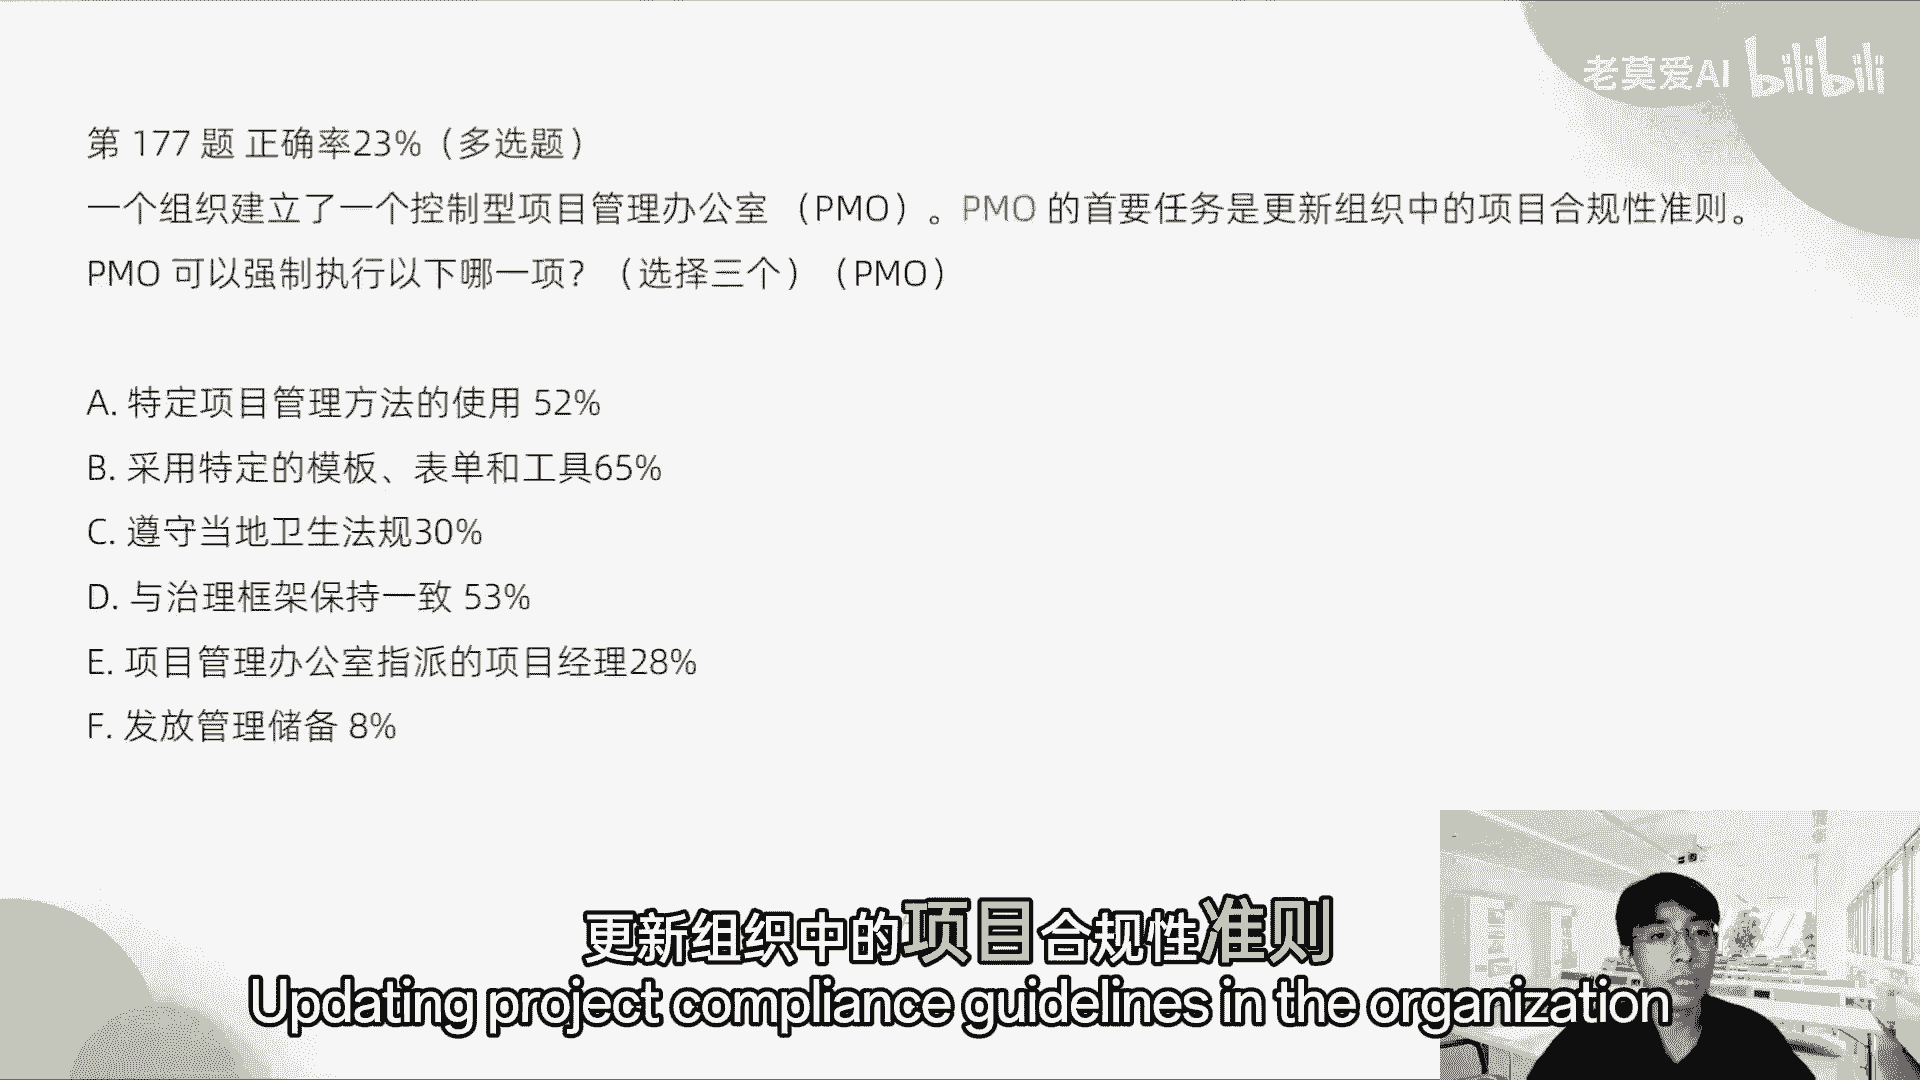 老莫爱AI bilibili
第 177 题 正确率23%（多选题）
一个组织建立了一个控制型项目管理办公室 （PMO）。PMO 的首要任务是更新组织中的项目合规性准则。
PMO 可以强制执行以下哪一项？（选择三个）（PMO）
A. 特定项目管理方法的使用 52%
B. 采用特定的模板、表单和工具65%
C. 遵守当地卫生法规30%
D. 与治理框架保持一致 53%
E. 项目管理办公室指派的项目经理28%
F. 发放管理储备 8%
更新组织中的项目合规性准则
Updating project compliance guidelines in the organization